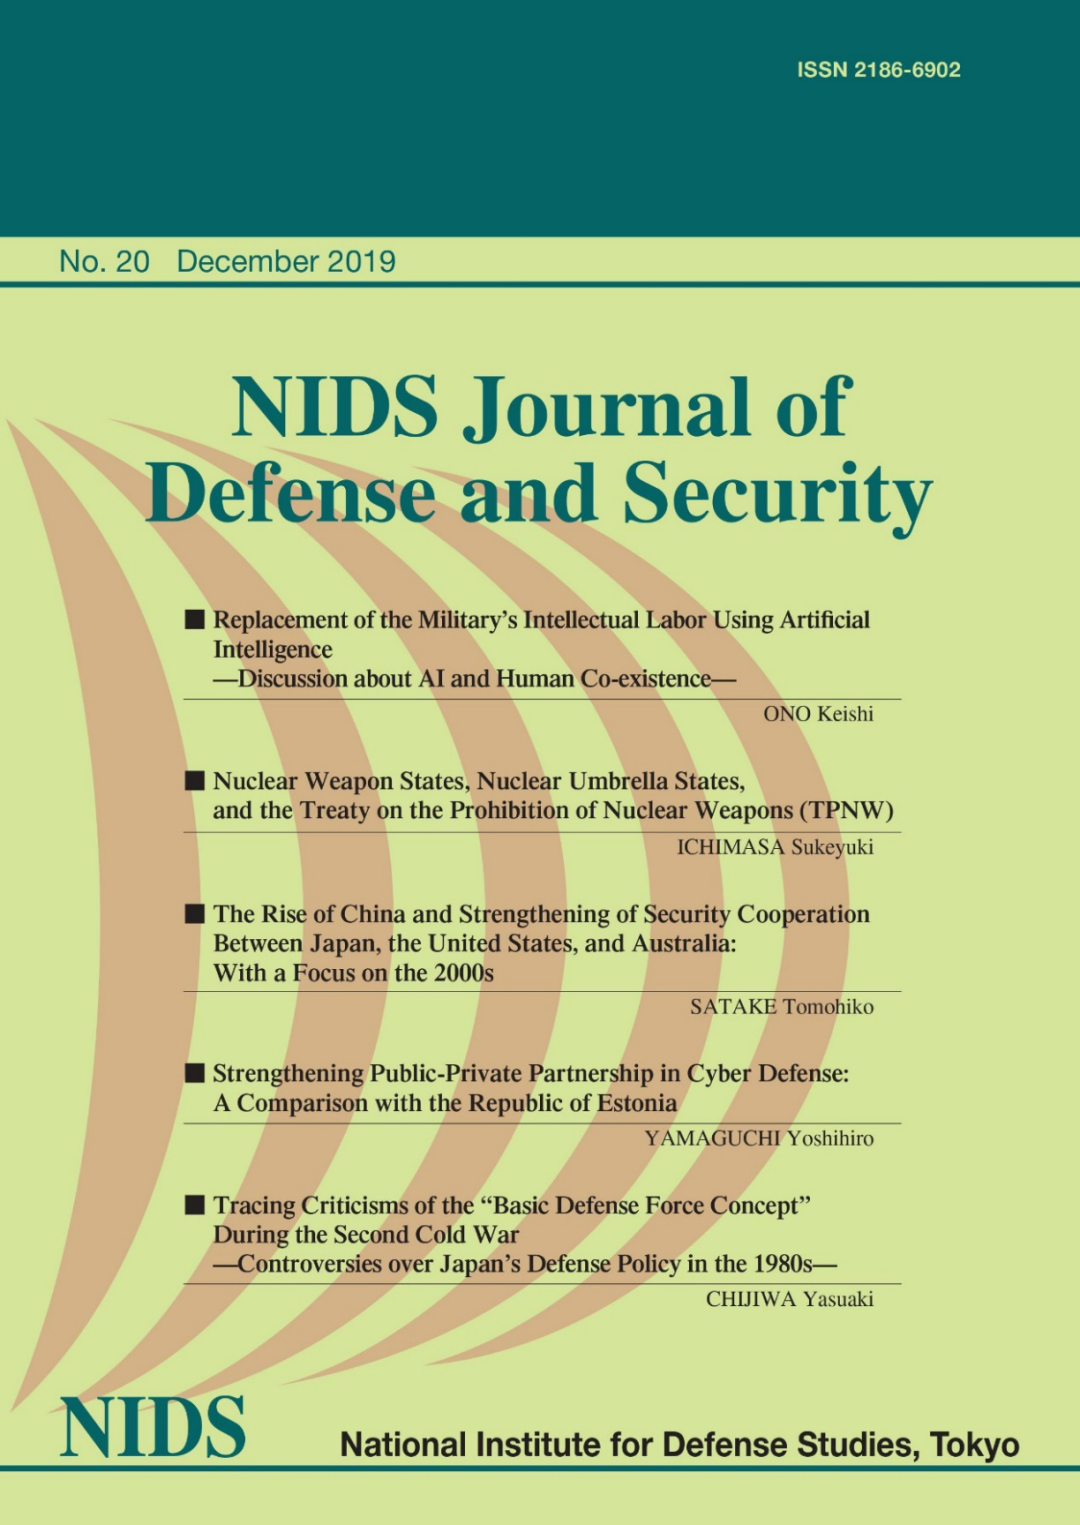 ISSN 2186-6902
No. 20 December 2019
NIDS Journal of
Defense and Security
■ Replacement of the Military’s Intellectual Labor Using Artificial
Intelligence
—Discussion about AI and Human Co-existence—
ONO Keishi
■ Nuclear Weapon States, Nuclear Umbrella States,
and the Treaty on the Prohibition of Nuclear Weapons (TPNW)
ICHIMASA Sukeyuki
■ The Rise of China and Strengthening of Security Cooperation
Between Japan, the United States, and Australia:
With a Focus on the 2000s
SATAKE Tomohiko
■ Strengthening Public-Private Partnership in Cyber Defense:
A Comparison with the Republic of Estonia
YAMAGUCHI Yoshihiro
■ Tracing Criticisms of the “Basic Defense Force Concept”
During the Second Cold War
—Controversies over Japan’s Defense Policy in the 1980s—
CHIJIWA Yasuaki
NIDS
National Institute for Defense Studies, Tokyo